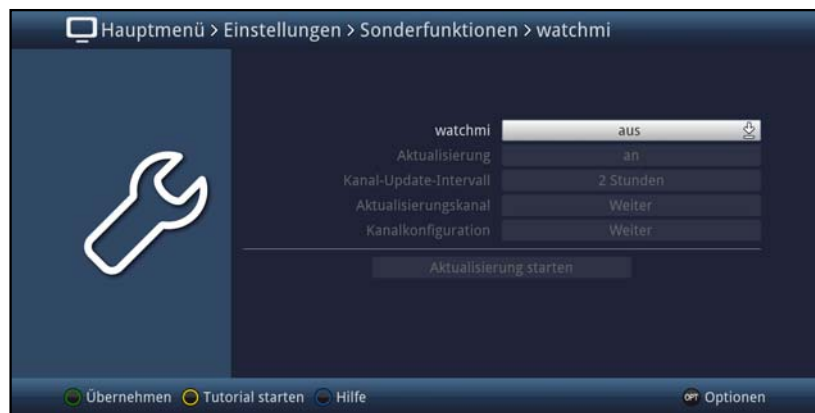 Hauptmenü > Einstellungen > Sonderfunktionen > watchmi
watchmi aus
Aktualisierung an
Kanal-Update-Intervall 2 Stunden
Aktualisierungskanal Weiter
Kanalkonfiguration Weiter
Aktualisierung starten
Übernehmen Tutorial starten Hilfe OPT Optionen